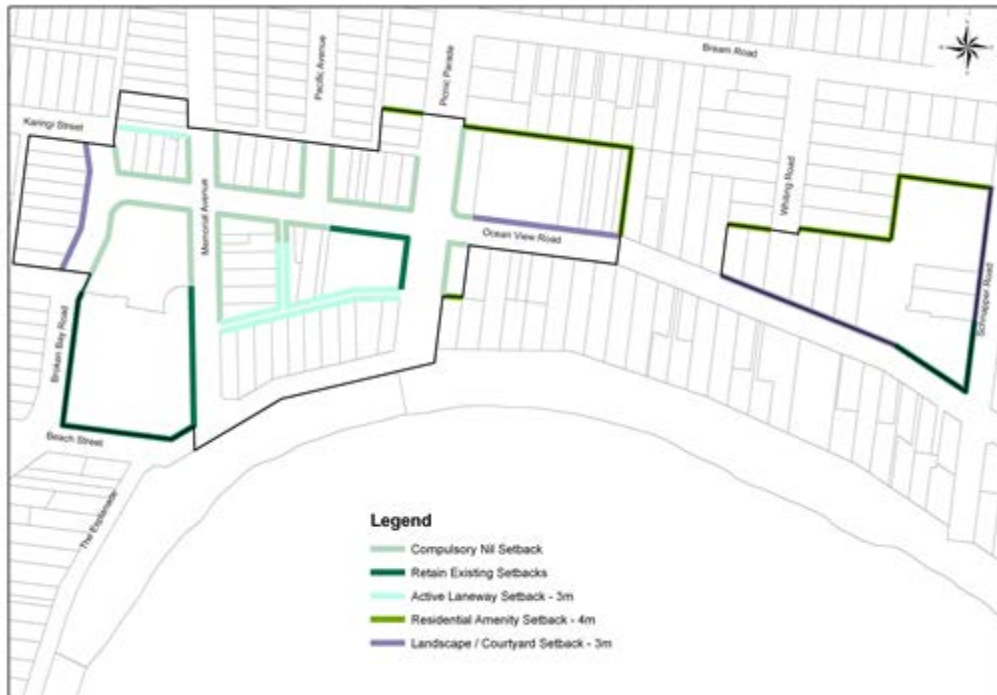 Bream Road
Pacific Avenue
Picnic Parade
Karingi Street
Whiting Road
Memorial Avenue
Ocean View Road
Schnapper Road
Broken Bay Road
Beach Street
The Esplanade
Legend
Compulsory Nil Setback
Retain Existing Setbacks
Active Laneway Setback - 3m
Residential Amenity Setback - 4m
Landscape / Courtyard Setback - 3m